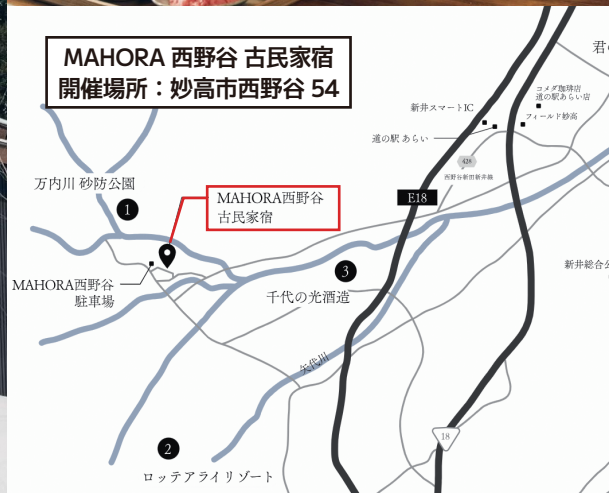 MAHORA 西野谷 古民家宿
開催場所：妙高市西野谷 54
君の
コメダ珈琲店
道の駅あらい店
新井スマートIC
フィールド妙高
道の駅 あらい
428
西野谷新田新井線
万内川 砂防公園
1
MAHORA西野谷
古民家宿
E18
MAHORA西野谷
駐車場
3
千代の光酒造
新井総合公
矢代川
18
2
ロッテアライリゾート